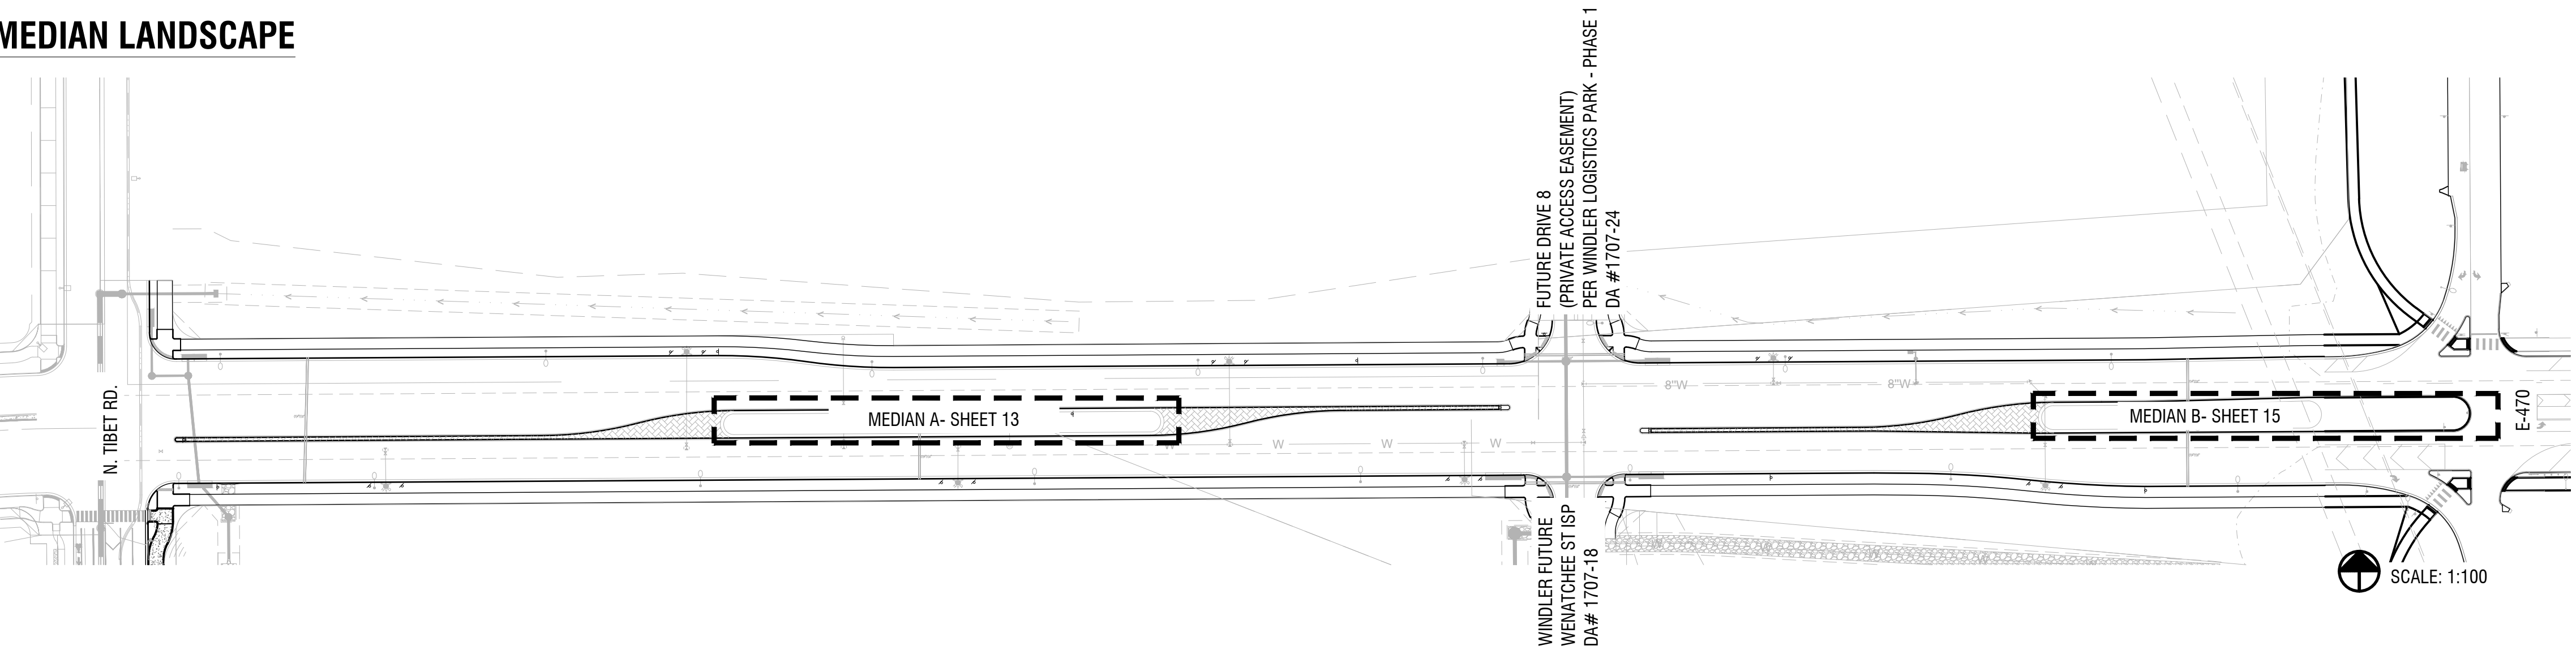 MEDIAN LANDSCAPE
FUTURE DRIVE 8
(PRIVATE ACCESS EASEMENT)
PER WINDLER LOGISTICS PARK - PHASE 1
DA #1707-24
N. TIBET RD.
MEDIAN A- SHEET 13
8"W
8"W
MEDIAN B- SHEET 15
E-470
W
W
W
W
WINDLER FUTURE
WENATCHEE ST ISP
DA# 1707-18
SCALE: 1:100